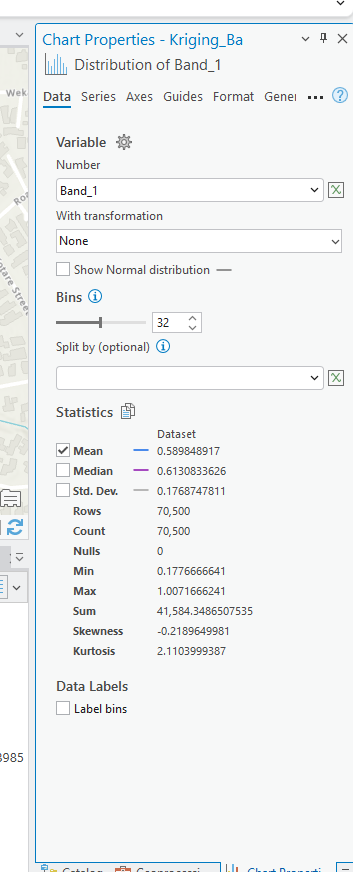 Chart Properties - Kriging_Ba
Distribution of Band_1
Data Series Axes Guides Format Gener ...
Variable
Number
Band_1
With transformation
None
Show Normal distribution
Bins
32
Split by (optional)
Statistics
Dataset
Mean 0.589848917
Median 0.6130833626
Std. Dev. 0.1768747811
Rows 70,500
Count 70,500
Nulls 0
Min 0.1776666641
Max 1.0071666241
Sum 41,584.3486507535
Skewness -0.2189649981
Kurtosis 2.1103999387
Data Labels
Label bins
Wek
Roa
otare Street
3985
Catalog Geoprocessi Chart Properti